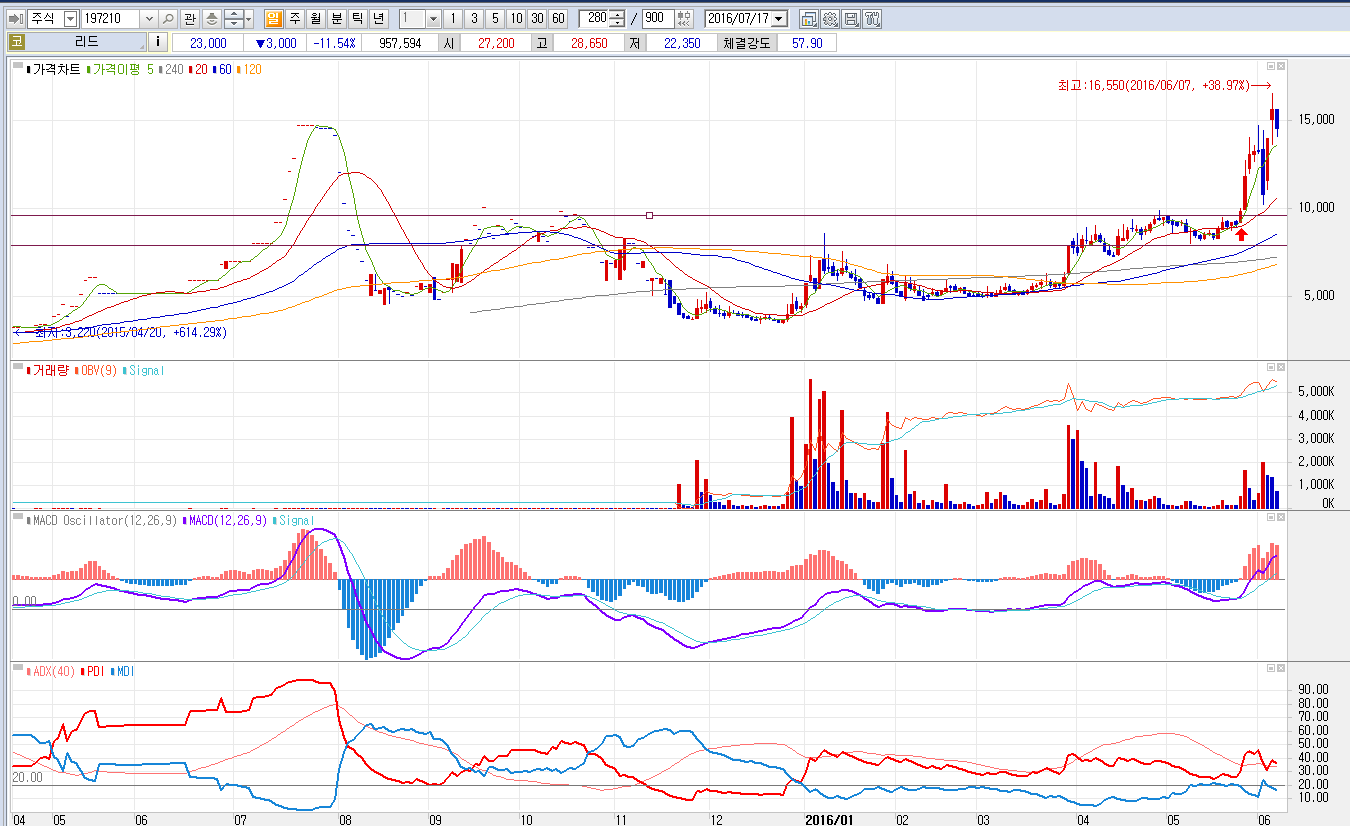 주식 197210 관 일 주 월 분 틱 년 1 1 3 5 10 30 60 280 / 900 2016/07/17
코 리드 i 23,000 ▼3,000 -11.54% 957,594 시 27,200 고 28,650 저 22,350 체결강도 57.90
가격차트 가격이평 5 240 20 60 120
최고:16,550(2016/06/07, +38.97%)
15,000
10,000
5,000
최저:3,220(2015/04/20, +614.29%)
거래량 OBV(9) Signal
5,000K
4,000K
3,000K
2,000K
1,000K
0K
MACD Oscillator(12,26,9) MACD(12,26,9) Signal
0.00
ADX(40) PDI MDI
90.00
80.00
70.00
60.00
50.00
40.00
30.00
20.00 20.00
10.00
04 05 06 07 08 09 10 11 12 2016/01 02 03 04 05 06